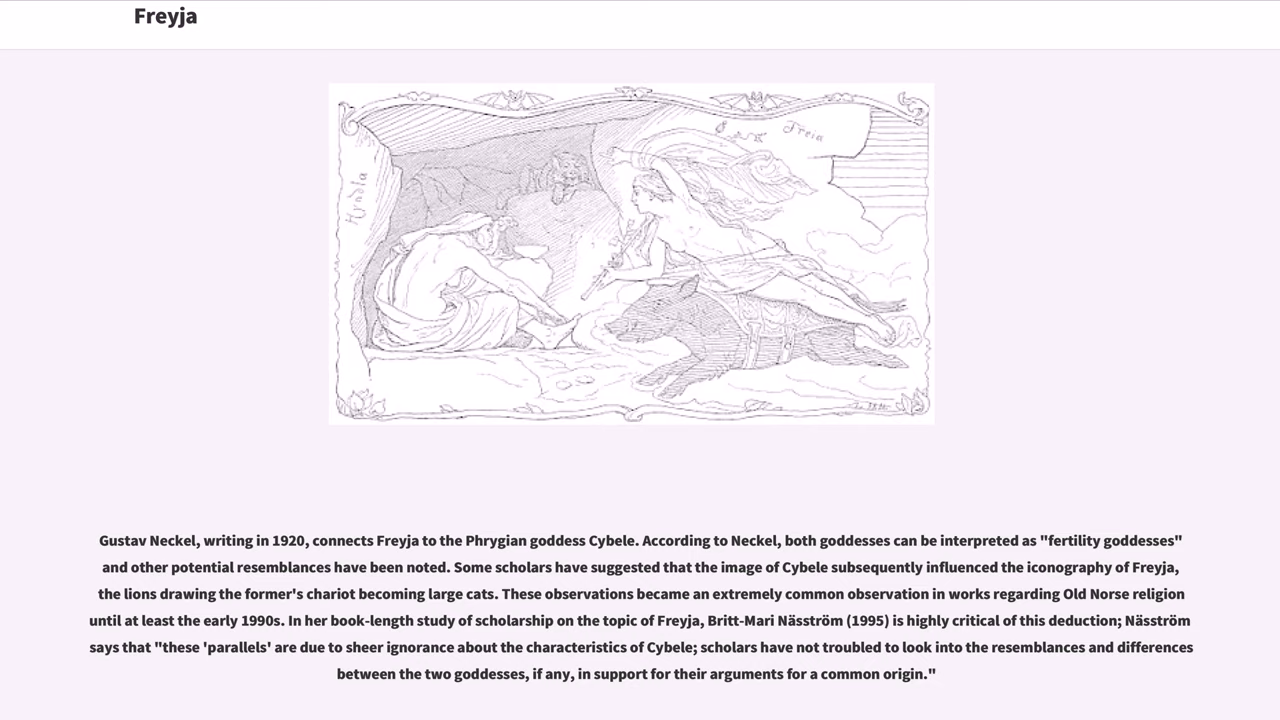 Freyja
Freia
Gustav Neckel, writing in 1920, connects Freyja to the Phrygian goddess Cybele. According to Neckel, both goddesses can be interpreted as "fertility goddesses"
and other potential resemblances have been noted. Some scholars have suggested that the image of Cybele subsequently influenced the iconography of Freyja,
the lions drawing the former's chariot becoming large cats. These observations became an extremely common observation in works regarding Old Norse religion
until at least the early 1990s. In her book-length study of scholarship on the topic of Freyja, Britt-Mari Näsström (1995) is highly critical of this deduction; Näsström
says that "these 'parallels' are due to sheer ignorance about the characteristics of Cybele; scholars have not troubled to look into the resemblances and differences
between the two goddesses, if any, in support for their arguments for a common origin."